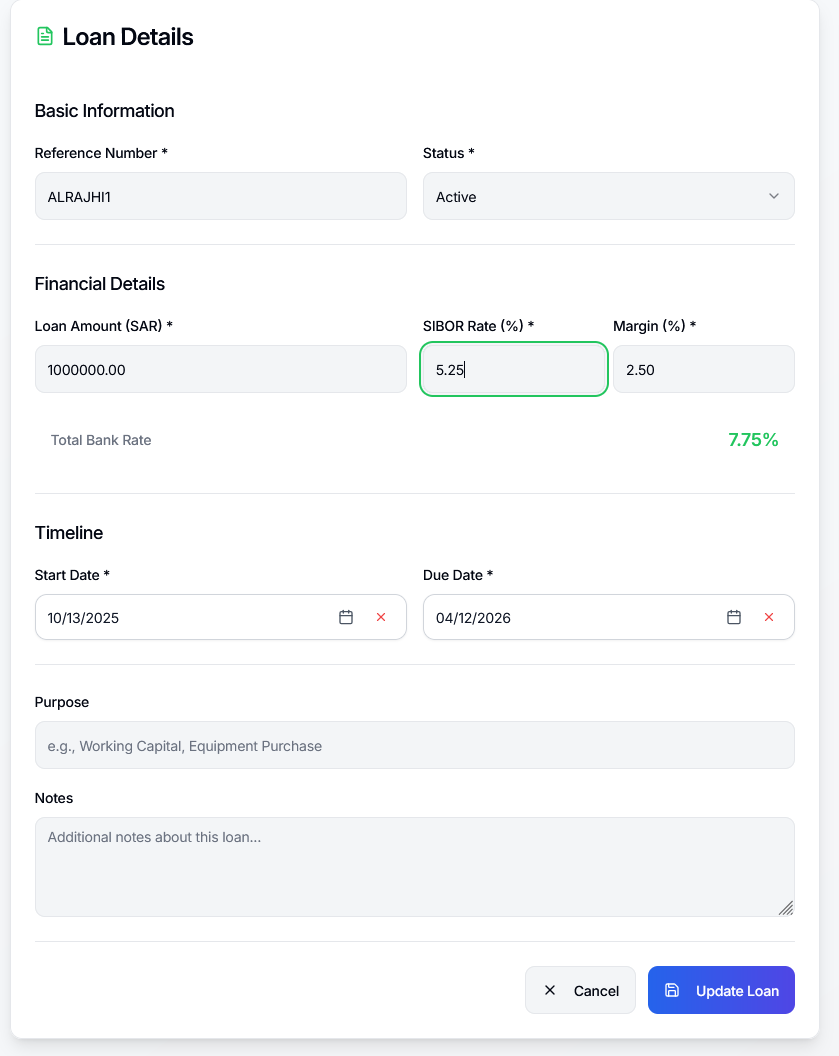 Loan Details
Basic Information
Reference Number *
Status *
ALRAJHI1
Active
Financial Details
Loan Amount (SAR) *
SIBOR Rate (%) *
Margin (%) *
1000000.00
5.25
2.50
Total Bank Rate
7.75%
Timeline
Start Date *
Due Date *
10/13/2025
04/12/2026
Purpose
e.g., Working Capital, Equipment Purchase
Notes
Additional notes about this loan...
Cancel
Update Loan